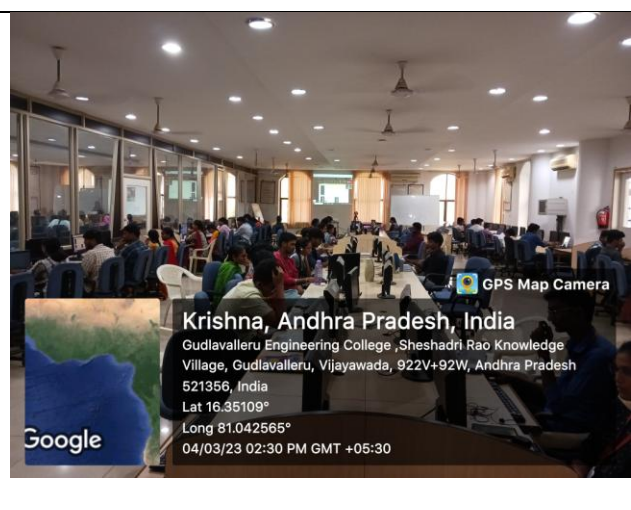 GPS Map Camera
Krishna, Andhra Pradesh, India
Gudlavalleru Engineering College ,Sheshadri Rao Knowledge
Village, Gudlavalleru, Vijayawada, 922V+92W, Andhra Pradesh
521356, India
Lat 16.35109°
Long 81.042565°
04/03/23 02:30 PM GMT +05:30
Google